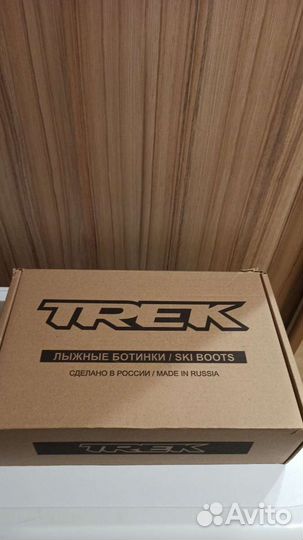 TREK
ЛЫЖНЫЕ БОТИНКИ / SKI BOOTS
СДЕЛАНО В РОССИИ / MADE IN RUSSIA
TREK
Avito